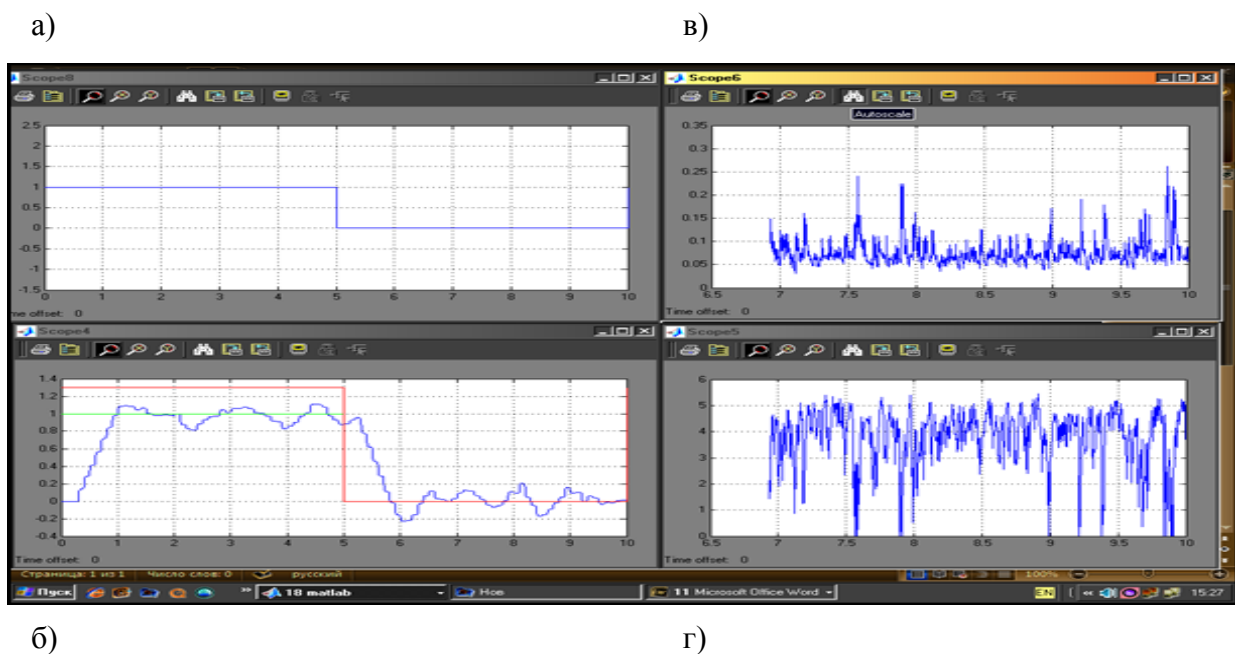 а) в)
Scope8
2.5
2
1.5
1
0.5
0
-0.5
-1
-1.5
0 1 2 3 4 5 6 7 8 9 10
me offset: 0
Scope6
Autoscale
0.35
0.3
0.25
0.2
0.15
0.1
0.05
0
6.5 7 7.5 8 8.5 9 9.5 10
Time offset: 0
Scope4
1.4
1.2
1
0.8
0.6
0.4
0.2
0
-0.2
-0.4
0 1 2 3 4 5 6 7 8 9 10
Time offset: 0
Scope5
6
5
4
3
2
1
0
6.5 7 7.5 8 8.5 9 9.5 10
Time offset: 0
Страница: 1 из 1 Число слов: 0 русский 100%
Пуск » 18 matlab Нов 11 Microsoft Office Word EN « 15:27
б) г)